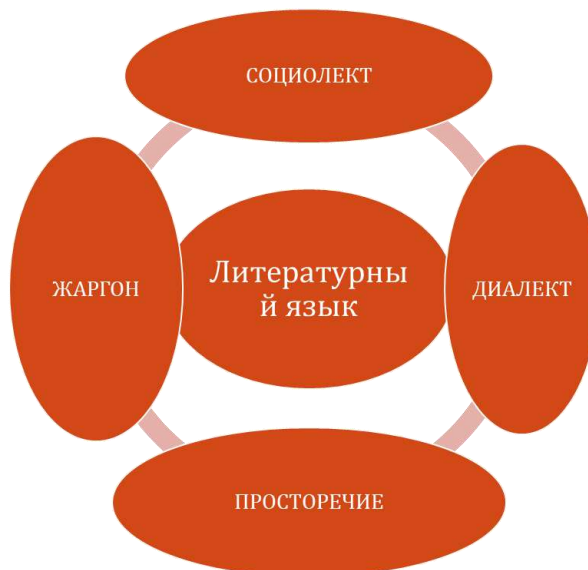 СОЦИОЛЕКТ
ЖАРГОН
Литературны
й язык
ДИАЛЕКТ
ПРОСТОРЕЧИЕ